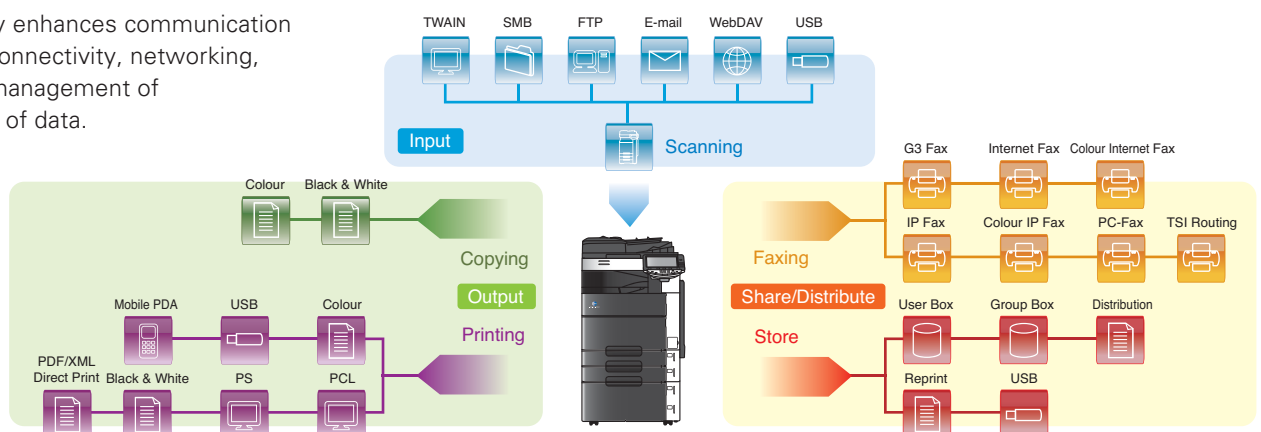 y enhances communication
onnectivity, networking,
management of
of data.
TWAIN SMB FTP E-mail WebDAV USB
Input
Scanning
Colour Black & White
Copying
Output
Printing
Mobile PDA USB Colour
PDF/XML
Direct Print Black & White PS PCL
G3 Fax Internet Fax Colour Internet Fax
Faxing
IP Fax Colour IP Fax PC-Fax TSI Routing
Share/Distribute
Store
User Box Group Box Distribution
Reprint USB